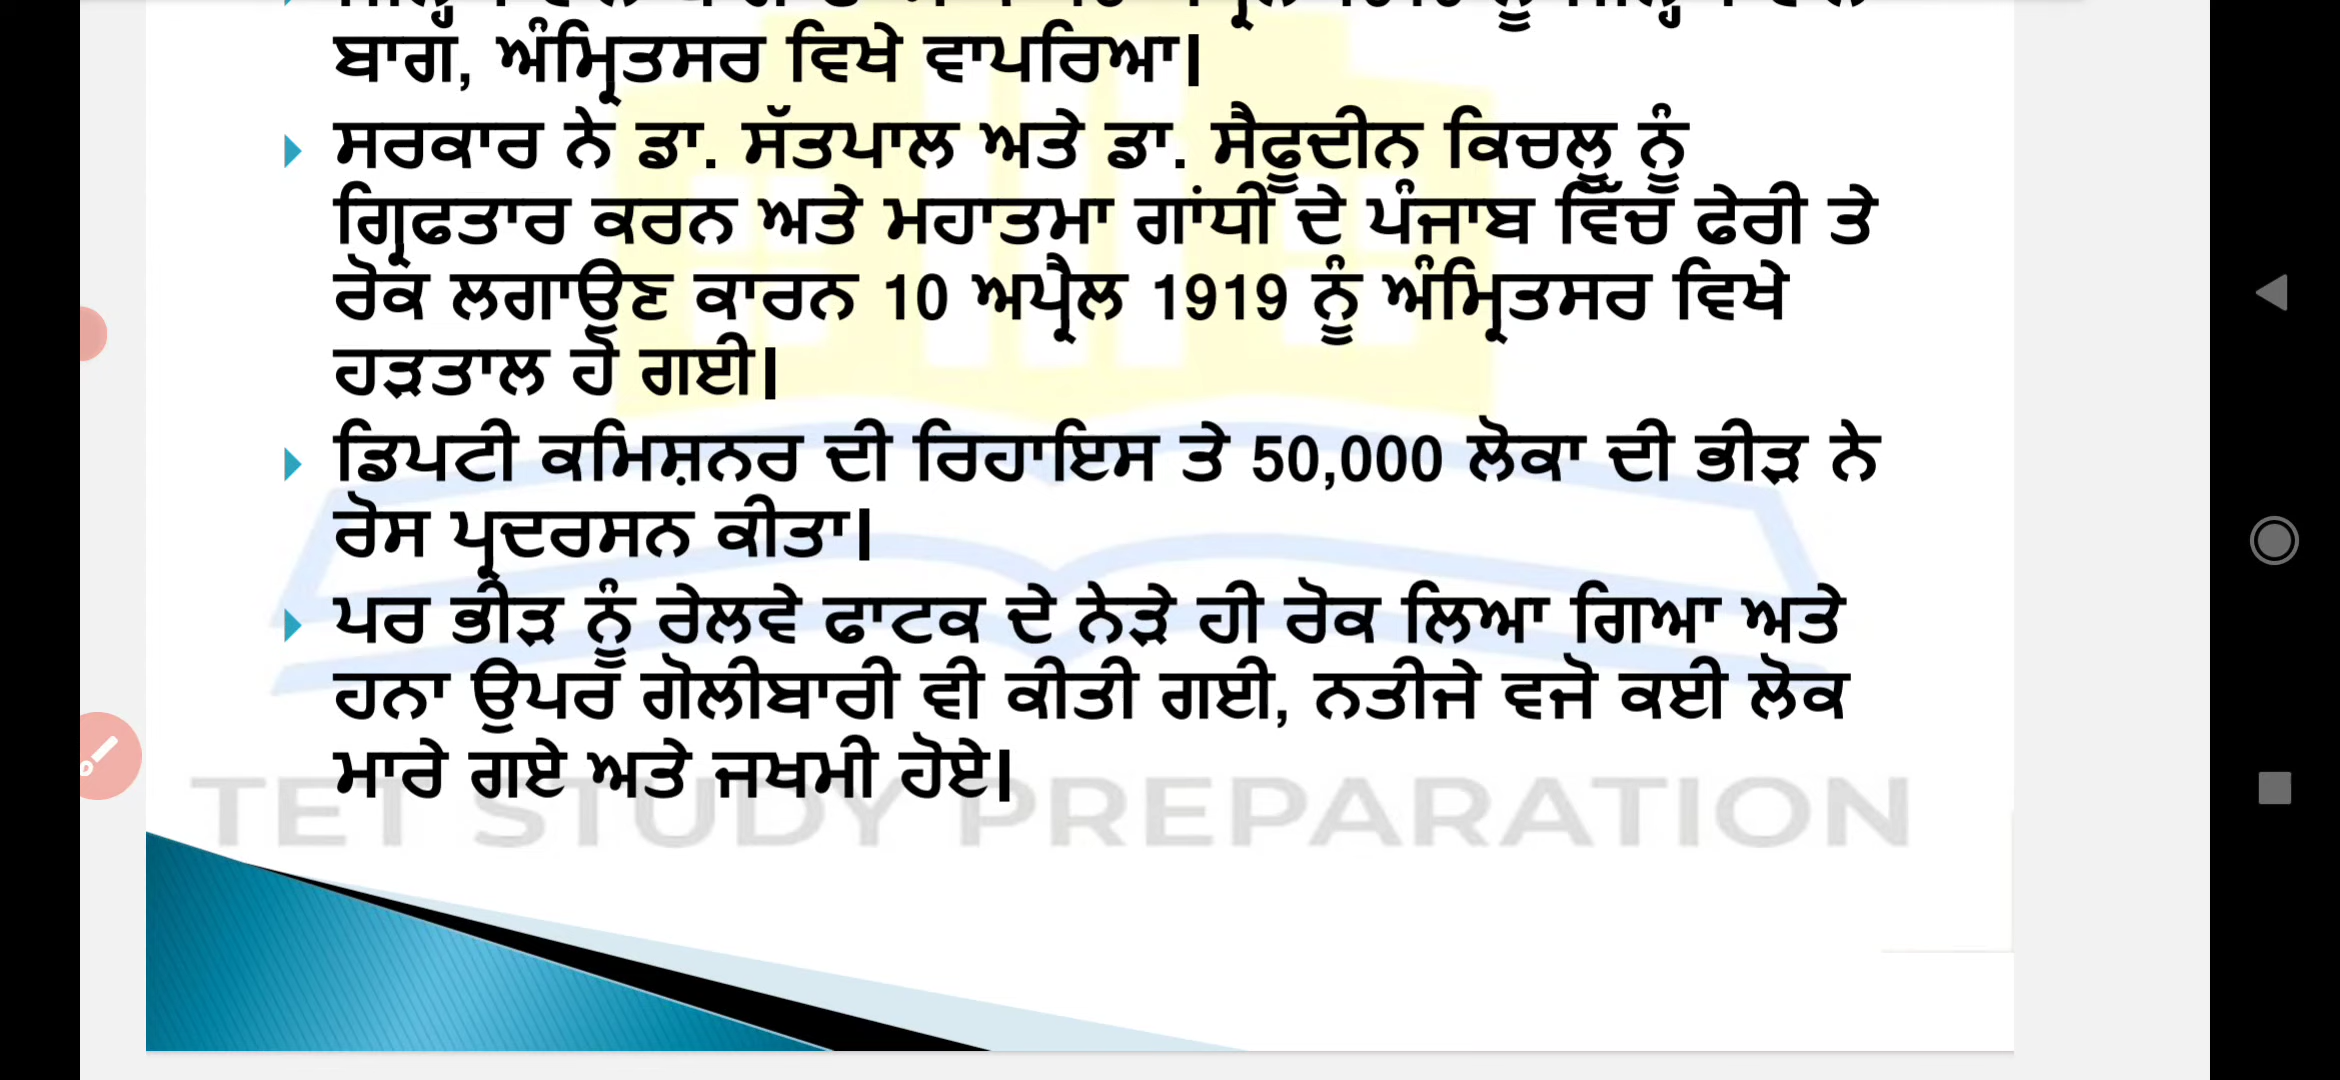 ਬਾਗ, ਅੰਮ੍ਰਿਤਸਰ ਵਿਖੇ ਵਾਪਰਿਆ|
ਸਰਕਾਰ ਨੇ ਡਾ. ਸੱਤਪਾਲ ਅਤੇ ਡਾ. ਸੈਫੂਦੀਨ ਕਿਚਲੂ ਨੂੰ
ਗ੍ਰਿਫਤਾਰ ਕਰਨ ਅਤੇ ਮਹਾਤਮਾ ਗਾਂਧੀ ਦੇ ਪੰਜਾਬ ਵਿੱਚ ਫੇਰੀ ਤੇ
ਰੋਕ ਲਗਾਉਣ ਕਾਰਨ 10 ਅਪ੍ਰੈਲ 1919 ਨੂੰ ਅੰਮ੍ਰਿਤਸਰ ਵਿਖੇ
ਹੜਤਾਲ ਹੋ ਗਈ|
ਡਿਪਟੀ ਕਮਿਸ਼ਨਰ ਦੀ ਰਿਹਾਇਸ ਤੇ 50,000 ਲੋਕਾ ਦੀ ਭੀੜ ਨੇ
ਰੋਸ ਪ੍ਰਦਰਸਨ ਕੀਤਾ|
ਪਰ ਭੀੜ ਨੂੰ ਰੇਲਵੇ ਫਾਟਕ ਦੇ ਨੇੜੇ ਹੀ ਰੋਕ ਲਿਆ ਗਿਆ ਅਤੇ
ਹਨਾ ਉਪਰ ਗੋਲੀਬਾਰੀ ਵੀ ਕੀਤੀ ਗਈ, ਨਤੀਜੇ ਵਜੋ ਕਈ ਲੋਕ
ਮਾਰੇ ਗਏ ਅਤੇ ਜਖਮੀ ਹੋਏ|
TET STUDY PREPARATION